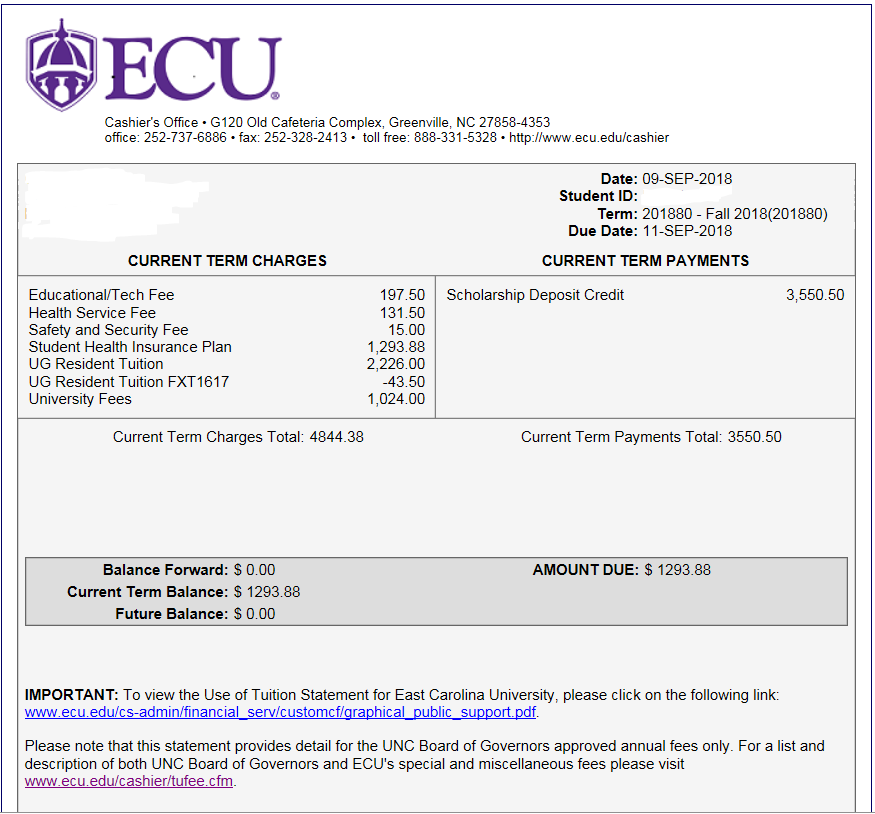 ECU®
Cashier's Office • G120 Old Cafeteria Complex, Greenville, NC 27858-4353
office: 252-737-6886 • fax: 252-328-2413 • toll free: 888-331-5328 • http://www.ecu.edu/cashier
Date: 09-SEP-2018
Student ID:
Term: 201880 - Fall 2018(201880)
Due Date: 11-SEP-2018
CURRENT TERM CHARGES
Educational/Tech Fee 197.50
Health Service Fee 131.50
Safety and Security Fee 15.00
Student Health Insurance Plan 1,293.88
UG Resident Tuition 2,226.00
UG Resident Tuition FXT1617 -43.50
University Fees 1,024.00
CURRENT TERM PAYMENTS
Scholarship Deposit Credit 3,550.50
Current Term Charges Total: 4844.38
Current Term Payments Total: 3550.50
Balance Forward: $ 0.00
Current Term Balance: $ 1293.88
Future Balance: $ 0.00
AMOUNT DUE: $ 1293.88
IMPORTANT: To view the Use of Tuition Statement for East Carolina University, please click on the following link:
www.ecu.edu/cs-admin/financial_serv/customcf/graphical_public_support.pdf.
Please note that this statement provides detail for the UNC Board of Governors approved annual fees only. For a list and
description of both UNC Board of Governors and ECU's special and miscellaneous fees please visit
www.ecu.edu/cashier/tufee.cfm.